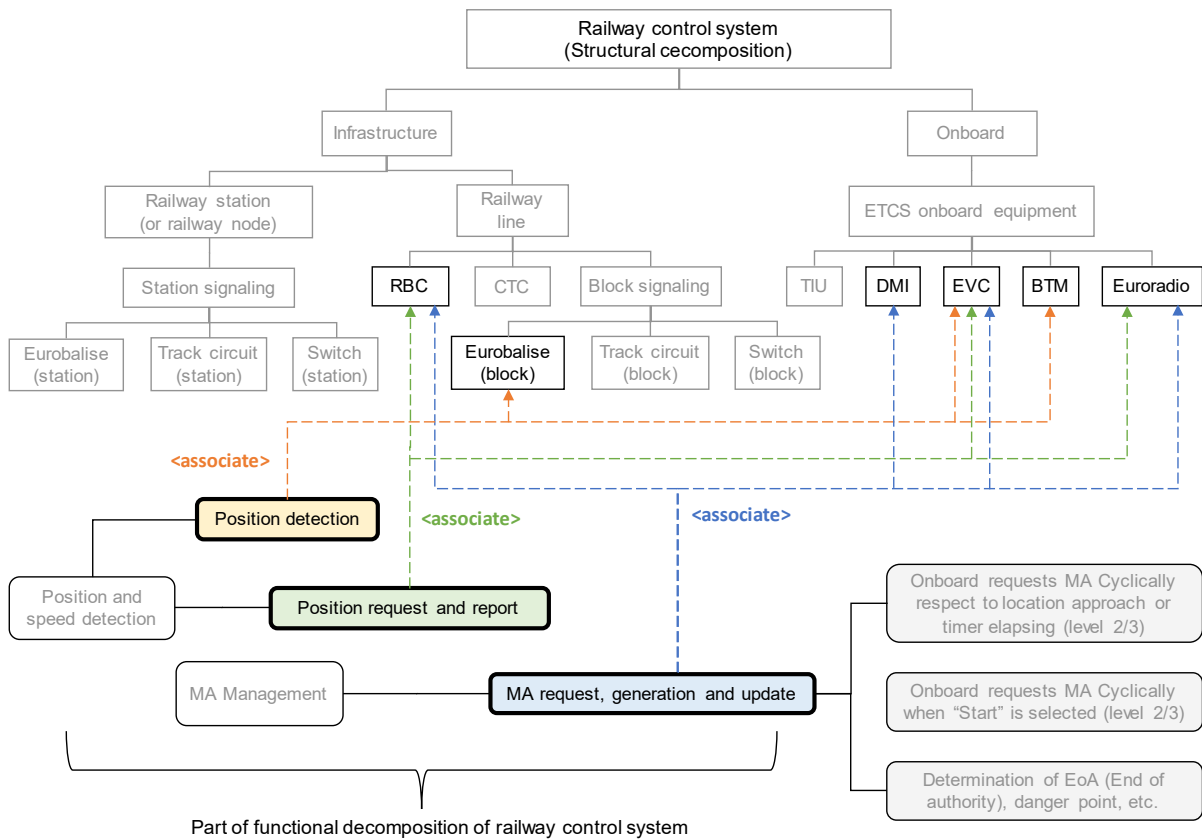 Railway control system
(Structural cecomposition)
Infrastructure
Onboard
Railway station
(or railway node)
Railway
line
ETCS onboard equipment
Station signaling
RBC
CTC
Block signaling
TIU
DMI
EVC
BTM
Euroradio
Eurobalise
(station)
Track circuit
(station)
Switch
(station)
Eurobalise
(block)
Track circuit
(block)
Switch
(block)
<associate>
Position detection
<associate>
<associate>
Position and
speed detection
Position request and report
Onboard requests MA Cyclically
respect to location approach or
timer elapsing (level 2/3)
MA Management
MA request, generation and update
Onboard requests MA Cyclically
when “Start” is selected (level 2/3)
Determination of EoA (End of
authority), danger point, etc.
Part of functional decomposition of railway control system